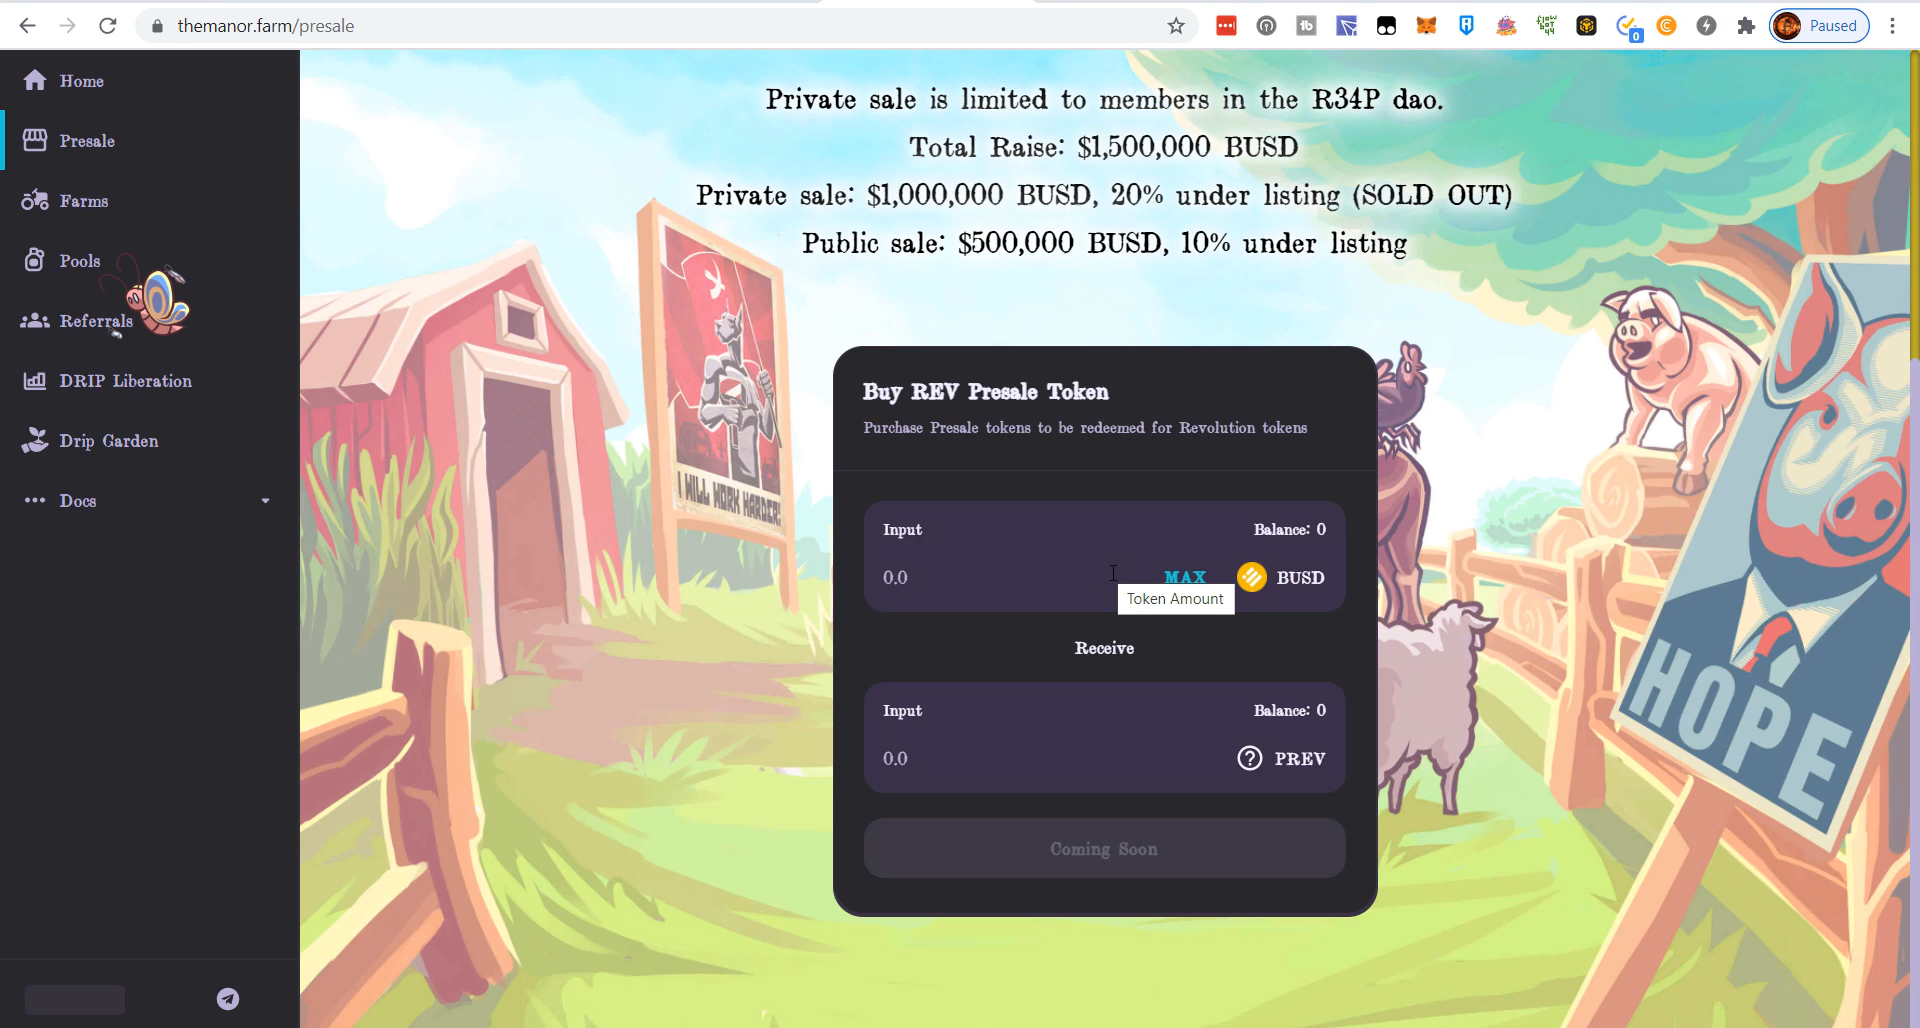 themanor.farm/presale
0
Paused
Home
Presale
Farms
Pools
Referrals
DRIP Liberation
Drip Garden
Docs
Private sale is limited to members in the R34P dao.
Total Raise: $1,500,000 BUSD
Private sale: $1,000,000 BUSD, 20% under listing (SOLD OUT)
Public sale: $500,000 BUSD, 10% under listing
I WILL WORK HARDER!
HOPE
Buy REV Presale Token
Purchase Presale tokens to be redeemed for Revolution tokens
Input
Balance: 0
0.0
MAX
BUSD
Token Amount
Receive
Input
Balance: 0
0.0
PREV
Coming Soon